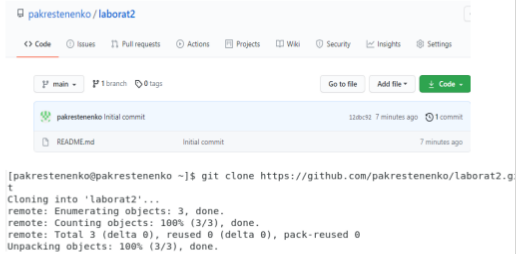 pakrestenenko / laborat2
Code Issues Pull requests Actions Projects Wiki Security Insights Settings
main 1 branch 0 tags Go to file Add file Code
pakrestenenko Initial commit 7 minutes ago 1 commit
README.md Initial commit 7 minutes ago
[pakrestenenko@pakrestenenko ~]$ git clone https://github.com/pakrestenenko/laborat2.gi
t
Cloning into 'laborat2'...
remote: Enumerating objects: 3, done.
remote: Counting objects: 100% (3/3), done.
remote: Total 3 (delta 0), reused 0 (delta 0), pack-reused 0
Unpacking objects: 100% (3/3), done.